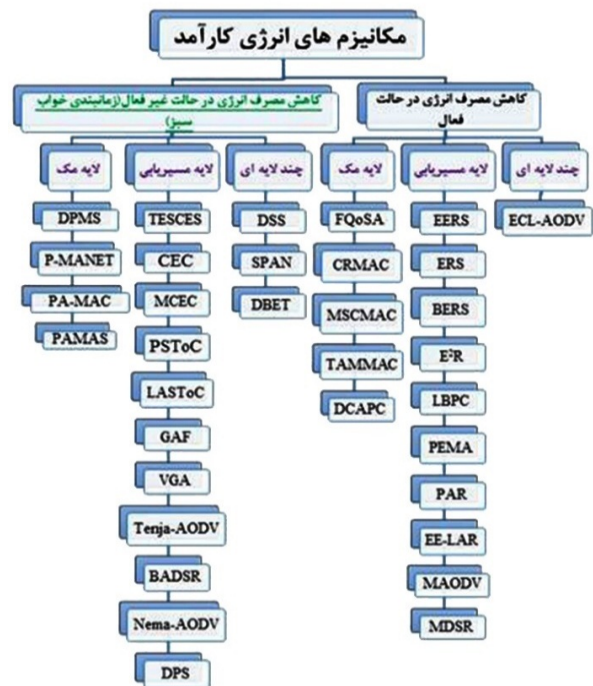 مکانیزم های انرژی کارآمد
کاهش مصرف انرژی در حالت فعال
کاهش مصرف انرژی در حالت غیر فعال(زمانبندی خواب
سبز)
چند لایه ای
ECL-AODV
لایه مسیریابی
EERS
ERS
BERS
E²R
LBPC
PEMA
PAR
EE-LAR
MAODV
MDSR
لایه مک
FQoSA
CRMAC
MSCMAC
TAMMAC
DCAPC
چند لایه ای
DSS
SPAN
DBET
لایه مسیریابی
TESCES
CEC
MCEC
PSToC
LASToC
GAF
VGA
Tenja-AODV
BADSR
Nema-AODV
DPS
لایه مک
DPMS
P-MANET
PA-MAC
PAMAS